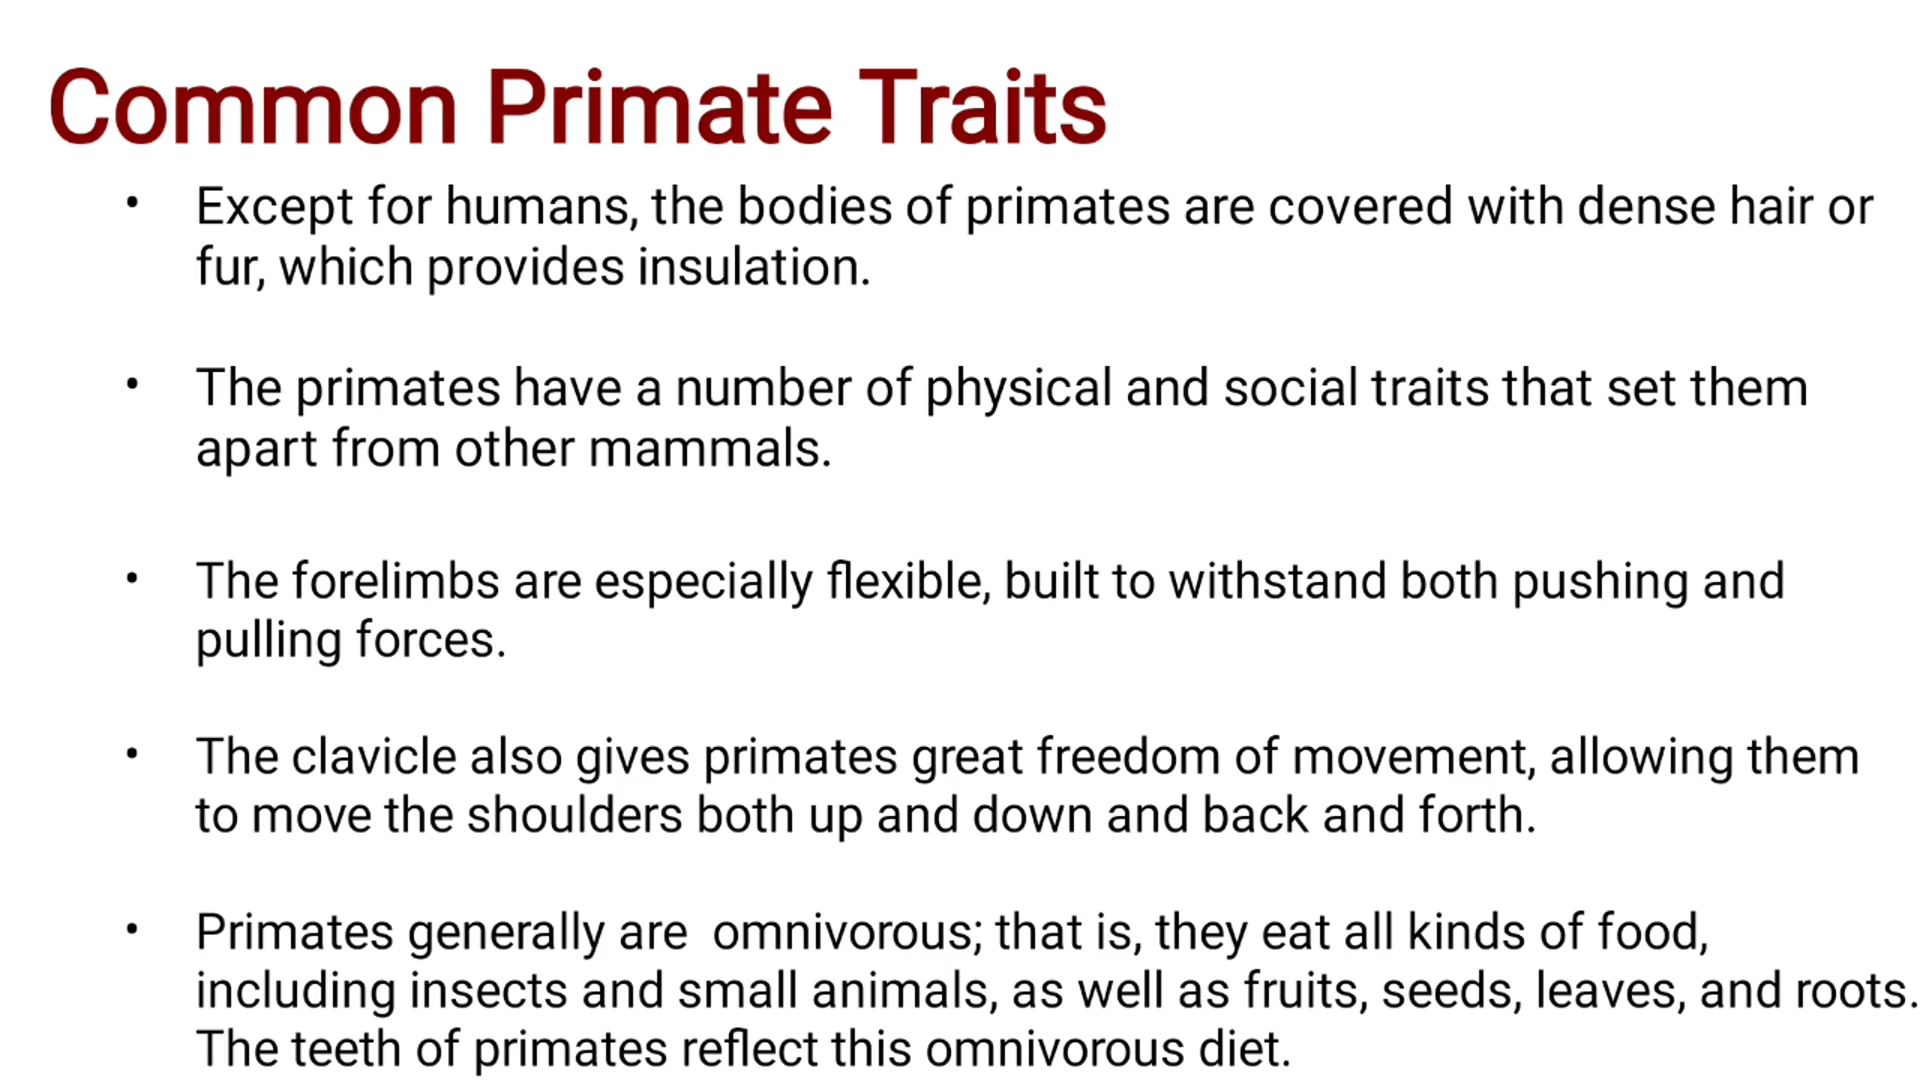 Common Primate Traits
• Except for humans, the bodies of primates are covered with dense hair or
fur, which provides insulation.
• The primates have a number of physical and social traits that set them
apart from other mammals.
• The forelimbs are especially flexible, built to withstand both pushing and
pulling forces.
• The clavicle also gives primates great freedom of movement, allowing them
to move the shoulders both up and down and back and forth.
• Primates generally are  omnivorous; that is, they eat all kinds of food,
including insects and small animals, as well as fruits, seeds, leaves, and roots.
The teeth of primates reflect this omnivorous diet.